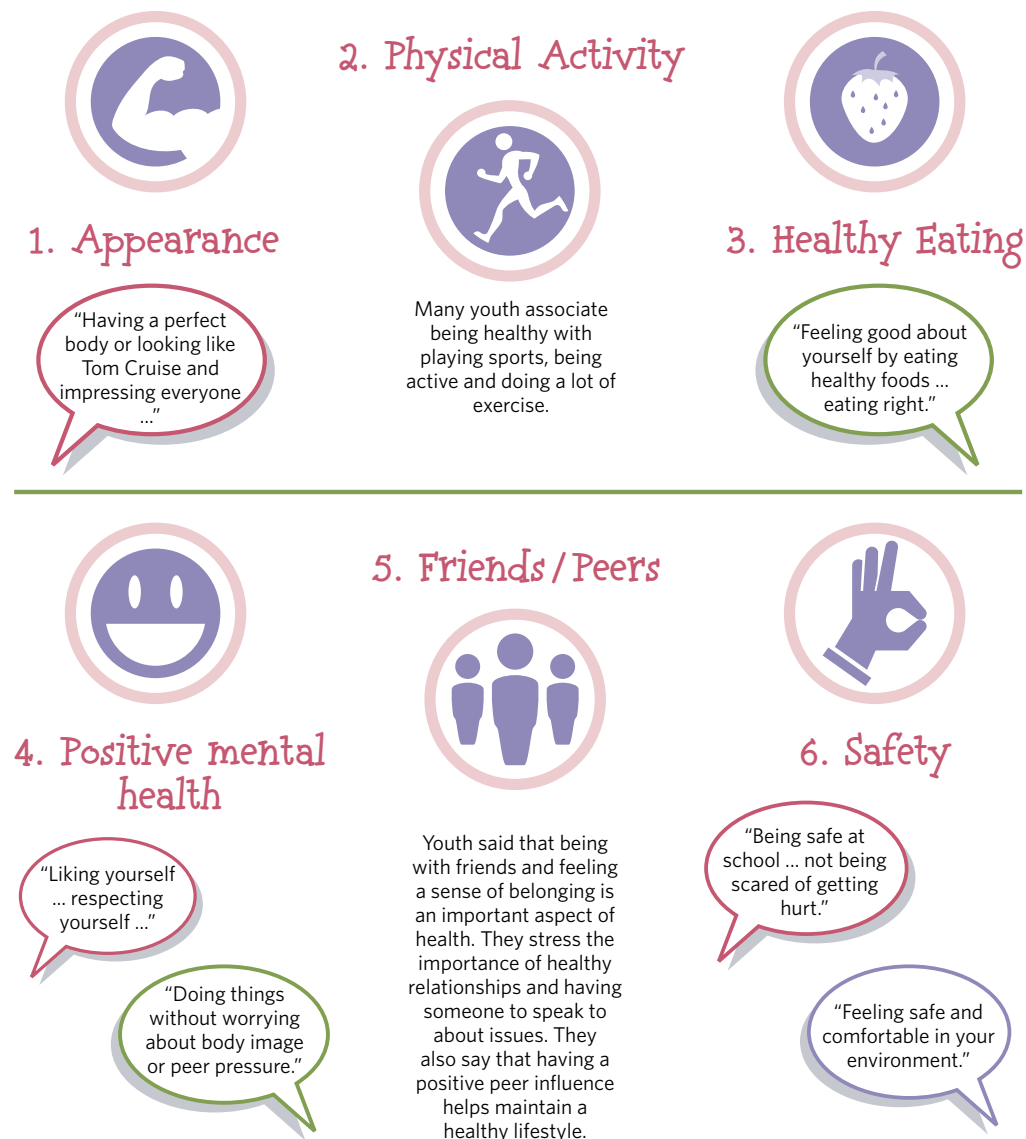 1. Appearance
“Having a perfect
body or looking like
Tom Cruise and
impressing everyone
...”
2. Physical Activity
Many youth associate
being healthy with
playing sports, being
active and doing a lot of
exercise.
3. Healthy Eating
“Feeling good about
yourself by eating
healthy foods ...
eating right.”
4. Positive mental
health
“Liking yourself
... respecting
yourself ...”
“Doing things
without worrying
about body image
or peer pressure.”
5. Friends/Peers
Youth said that being
with friends and feeling
a sense of belonging is
an important aspect of
health. They stress the
importance of healthy
relationships and having
someone to speak to
about issues. They
also say that having a
positive peer influence
helps maintain a
healthy lifestyle.
6. Safety
“Being safe at
school ... not being
scared of getting
hurt.”
“Feeling safe and
comfortable in your
environment.”